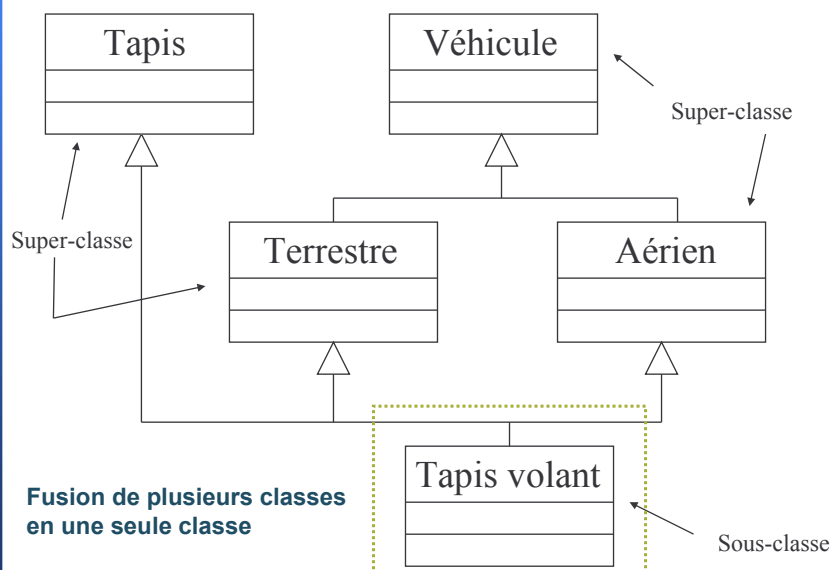 Tapis
Véhicule
Super-classe
Super-classe
Terrestre
Aérien
Tapis volant
Fusion de plusieurs classes
en une seule classe
Sous-classe